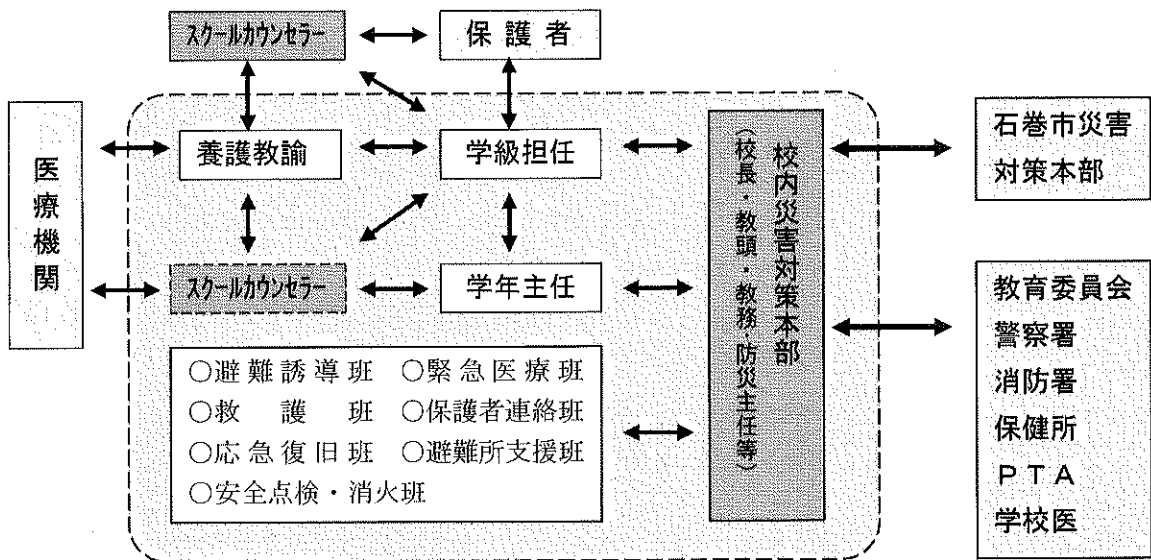 スクールカウンセラー
保護者
医療機関
養護教諭
学級担任
スクールカウンセラー
学年主任
○避難誘導班 ○緊急医療班
○救護班 ○保護者連絡班
○応急復旧班 ○避難所支援班
○安全点検・消火班
校内災害対策本部
(校長・教頭・教務 防災主任等)
石巻市災害
対策本部
教育委員会
警察署
消防署
保健所
PTA
学校医